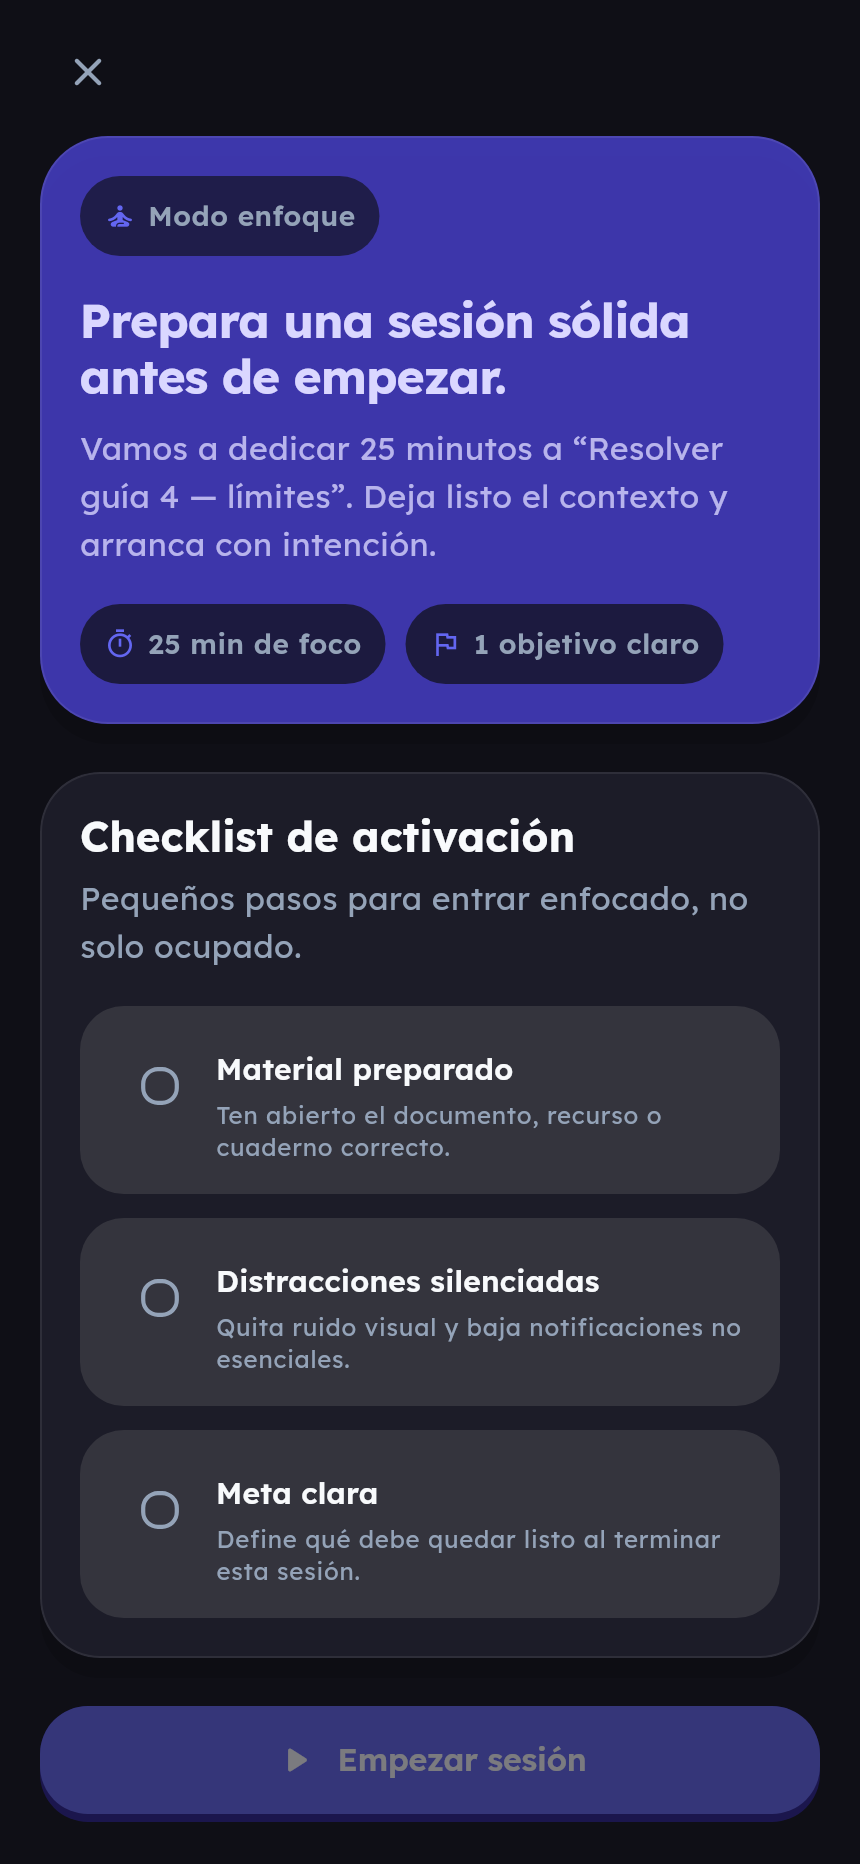 Modo enfoque
Prepara una sesión sólida
antes de empezar.
Vamos a dedicar 25 minutos a “Resolver
guía 4 — límites”. Deja listo el contexto y
arranca con intención.
25 min de foco
1 objetivo claro
Checklist de activación
Pequeños pasos para entrar enfocado, no
solo ocupado.
Material preparado
Ten abierto el documento, recurso o
cuaderno correcto.
Distracciones silenciadas
Quita ruido visual y baja notificaciones no
esenciales.
Meta clara
Define qué debe quedar listo al terminar
esta sesión.
Empezar sesión